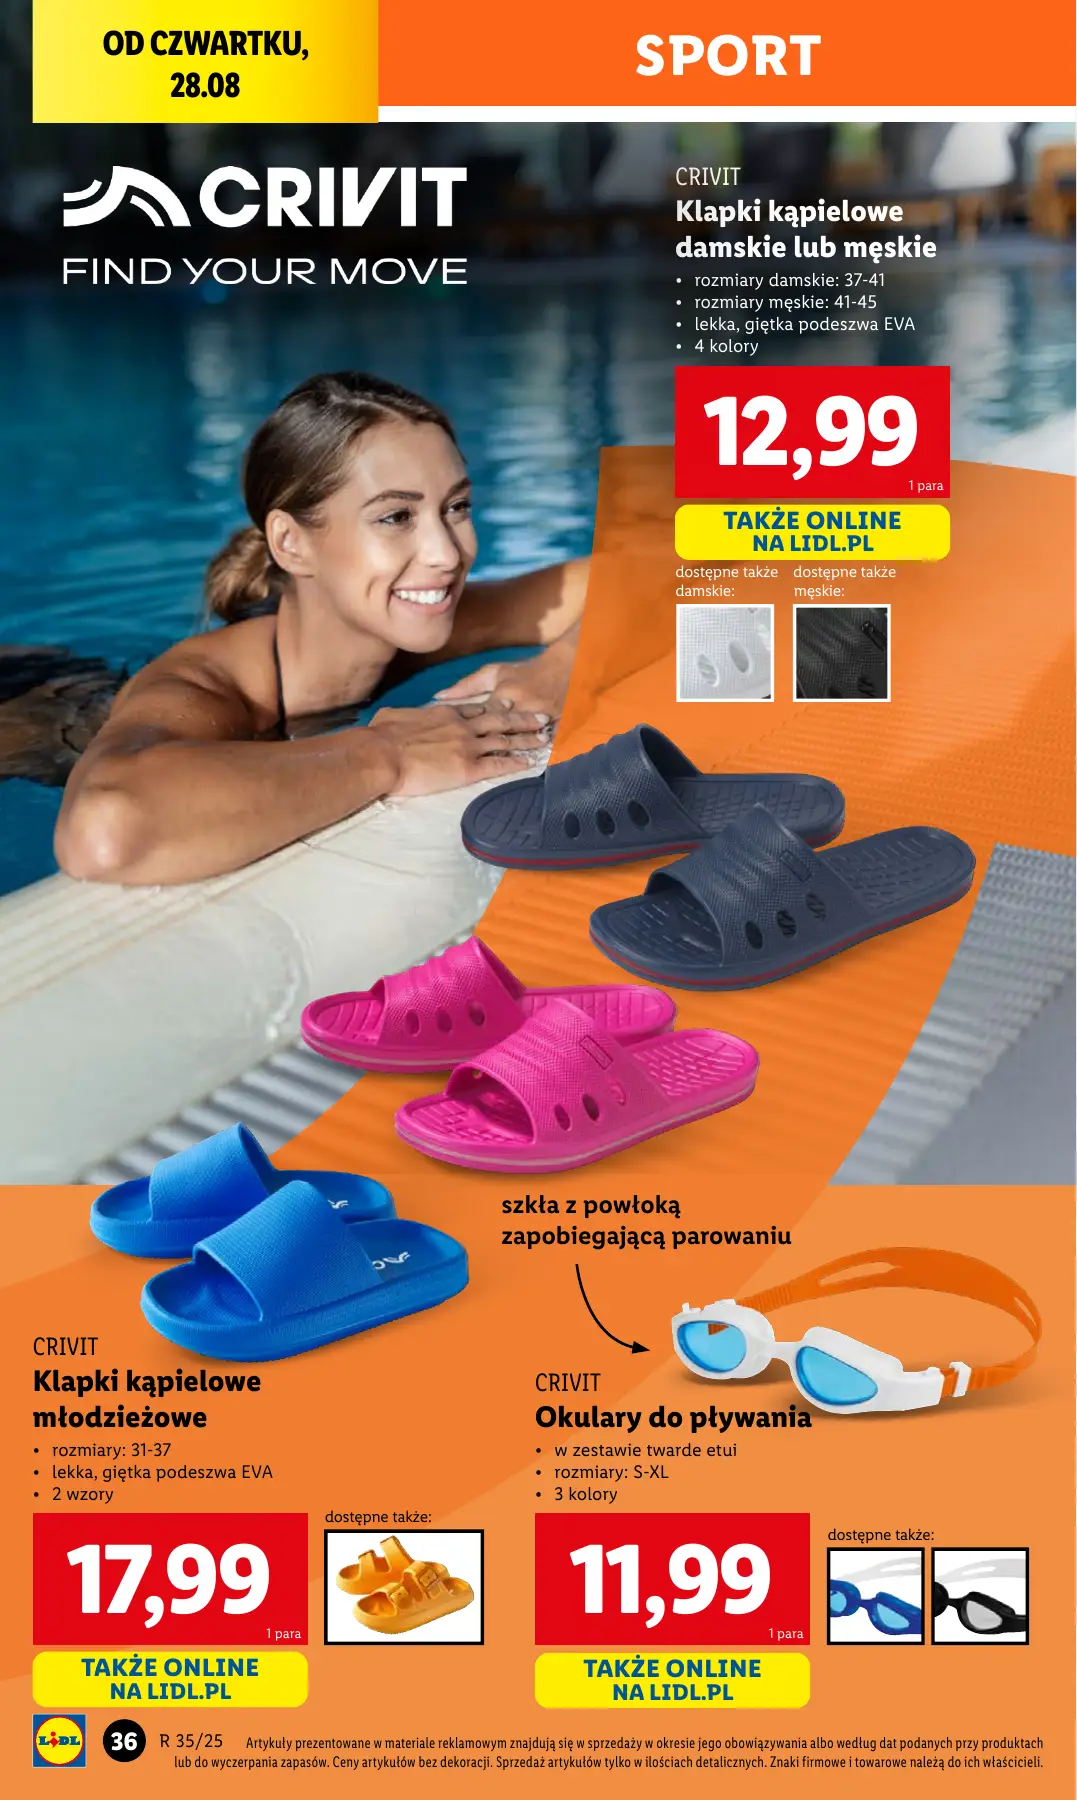 OD CZWARTKU,
28.08
SPORT
CRIVIT
FIND YOUR MOVE
CRIVIT
Klapki kąpielowe
damskie lub męskie
• rozmiary damskie: 37-41
• rozmiary męskie: 41-45
• lekka, giętka podeszwa EVA
• 4 kolory
12,99
1 para
TAKŻE ONLINE
NA LIDL.PL
dostępne także
damskie:
dostępne także
męskie:
szkła z powłoką
zapobiegającą parowaniu
CRIVIT
Klapki kąpielowe
młodzieżowe
• rozmiary: 31-37
• lekka, giętka podeszwa EVA
• 2 wzory
17,99
1 para
TAKŻE ONLINE
NA LIDL.PL
dostępne także:
CRIVIT
Okulary do pływania
• w zestawie twarde etui
• rozmiary: S-XL
• 3 kolory
11,99
1 para
TAKŻE ONLINE
NA LIDL.PL
dostępne także:
LIDL
36
R 35/25
Artykuły prezentowane w materiale reklamowym znajdują się w sprzedaży w okresie jego obowiązywania albo według dat podanych przy produktach
lub do wyczerpania zapasów. Ceny artykułów bez dekoracji. Sprzedaż artykułów tylko w ilościach detalicznych. Znaki firmowe i towarowe należą do ich właścicieli.